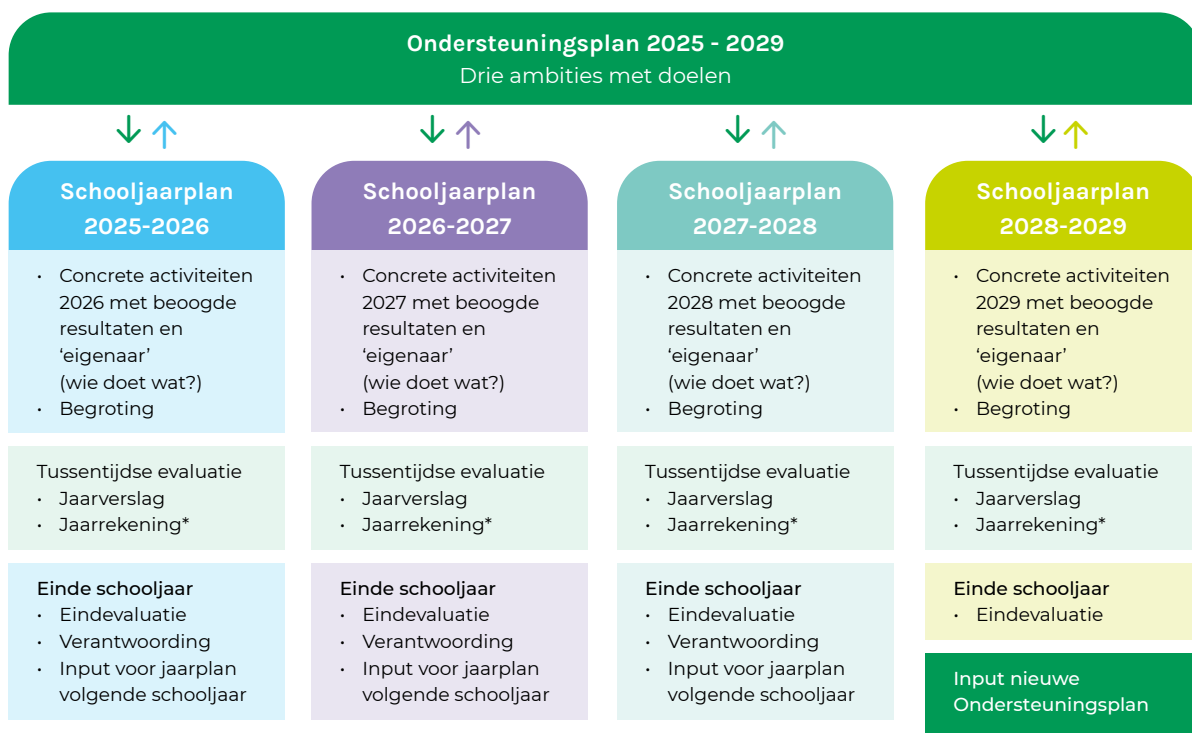 Ondersteuningsplan 2025 - 2029
Drie ambities met doelen
Schooljaarplan
2025-2026
• Concrete activiteiten
2026 met beoogde
resultaten en
‘eigenaar’
(wie doet wat?)
• Begroting
Tussentijdse evaluatie
• Jaarverslag
• Jaarrekening*
Einde schooljaar
• Eindevaluatie
• Verantwoording
• Input voor jaarplan
volgende schooljaar
Schooljaarplan
2026-2027
• Concrete activiteiten
2027 met beoogde
resultaten en
‘eigenaar’
(wie doet wat?)
• Begroting
Tussentijdse evaluatie
• Jaarverslag
• Jaarrekening*
Einde schooljaar
• Eindevaluatie
• Verantwoording
• Input voor jaarplan
volgende schooljaar
Schooljaarplan
2027-2028
• Concrete activiteiten
2028 met beoogde
resultaten en
‘eigenaar’
(wie doet wat?)
• Begroting
Tussentijdse evaluatie
• Jaarverslag
• Jaarrekening*
Einde schooljaar
• Eindevaluatie
• Verantwoording
• Input voor jaarplan
volgende schooljaar
Schooljaarplan
2028-2029
• Concrete activiteiten
2029 met beoogde
resultaten en
‘eigenaar’
(wie doet wat?)
• Begroting
Tussentijdse evaluatie
• Jaarverslag
• Jaarrekening*
Einde schooljaar
• Eindevaluatie
Input nieuwe
Ondersteuningsplan